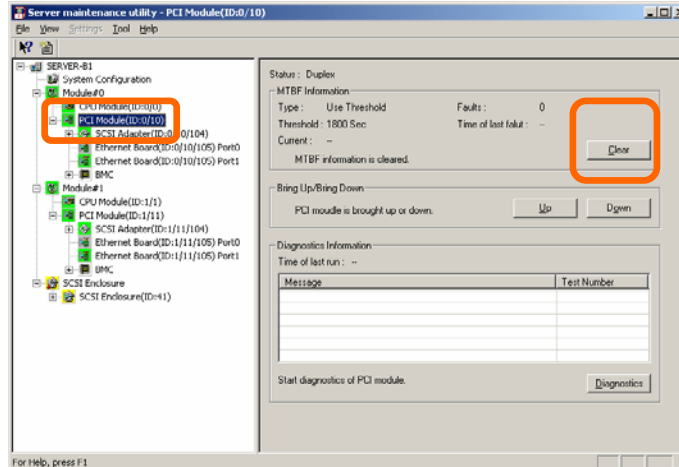 Server maintenance utility - PCI Module(ID:0/10)
File View Settings Tool Help
SERVER-B1
System Configuration
Module#0
CPU Module(ID:0/0)
PCI Module(ID:0/10)
SCSI Adapter(ID:0/10/104)
Ethernet Board(ID:0/10/105) Port0
Ethernet Board(ID:0/10/105) Port1
BMC
Module#1
CPU Module(ID:1/1)
PCI Module(ID:1/11)
SCSI Adapter(ID:1/11/104)
Ethernet Board(ID:1/11/105) Port0
Ethernet Board(ID:1/11/105) Port1
BMC
SCSI Enclosure
SCSI Enclosure(ID:41)
Status : Duplex
MTBF Information
Type : Use Threshold Faults : 0
Threshold : 1800 Sec Time of last falut : --
Current : --
MTBF information is cleared.
Clear
Bring Up/Bring Down
PCI moudle is brought up or down.
Up Down
Diagnostics Information
Time of last run : --
Message Test Number
Start diagnostics of PCI module.
Diagnostics
For Help, press F1